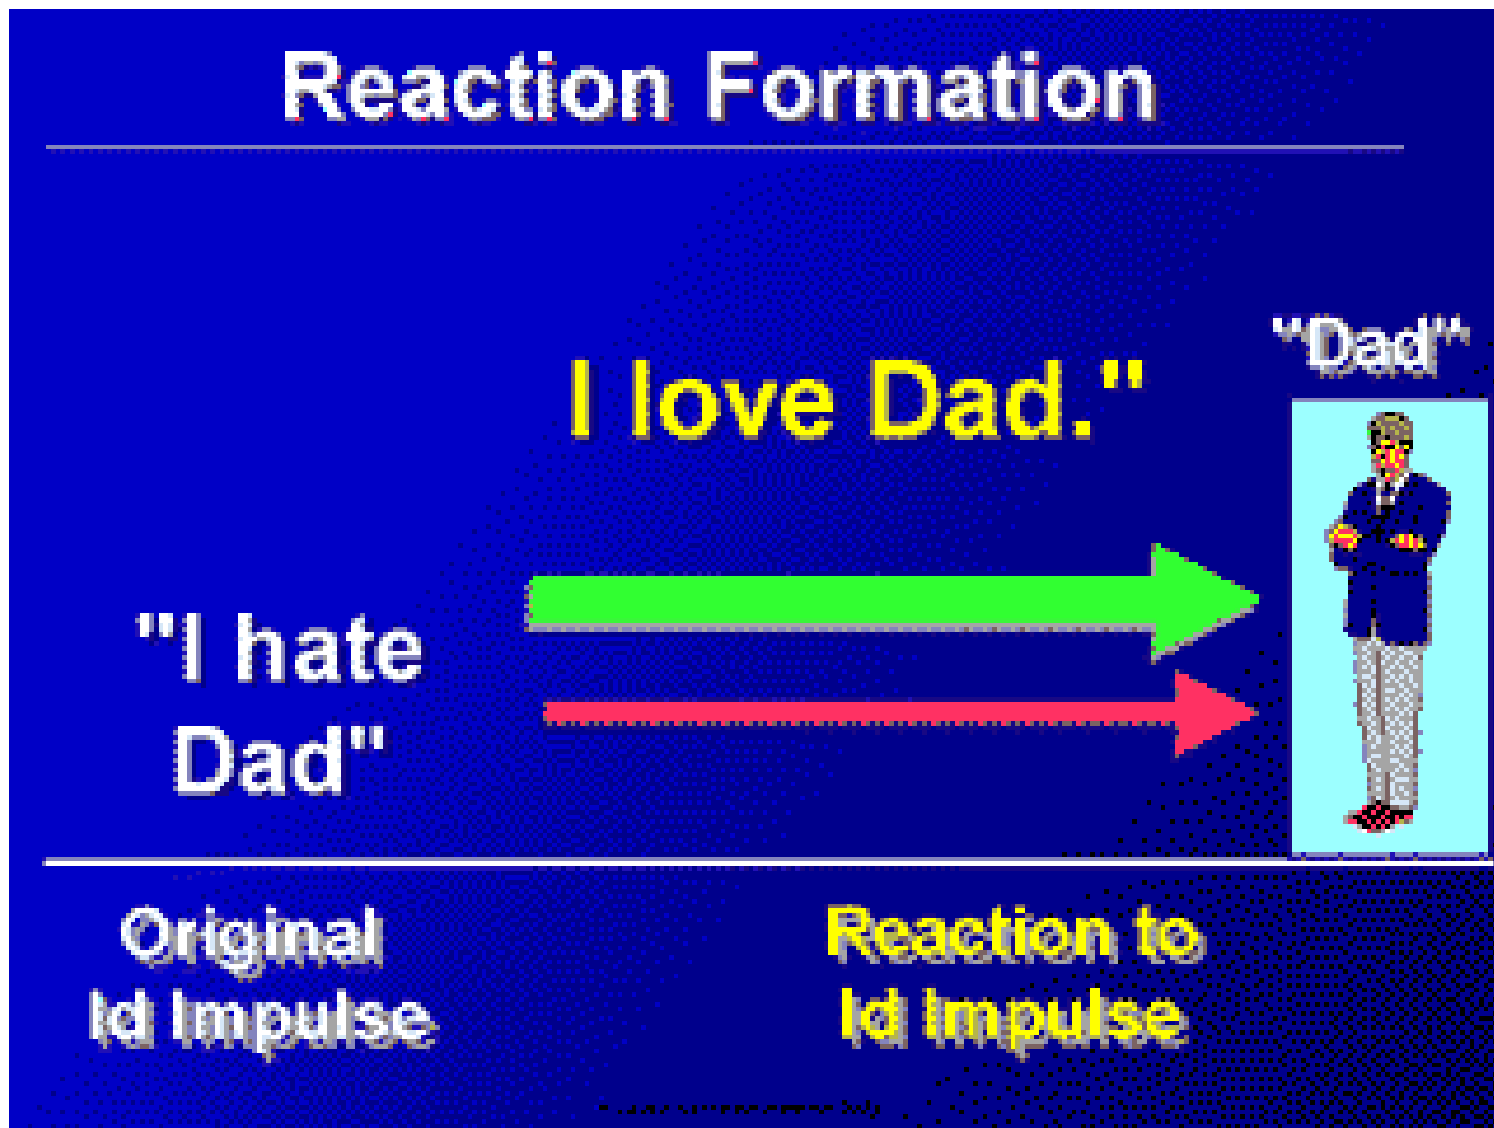 Reaction Formation
"Dad"
I love Dad."
"I hate
Dad"
Original
Id Impulse
Reaction to
Id Impulse